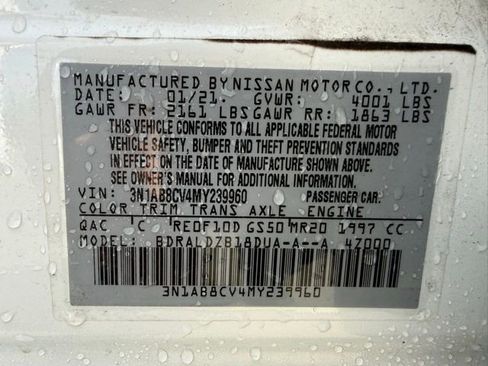 MANUFACTURED BY NISSAN MOTOR CO., LTD.
DATE: 01/21. GVWR: 4001 LBS
GAWR FR: 2161 LBS GAWR RR: 1863 LBS
THIS VEHICLE CONFORMS TO ALL APPLICABLE FEDERAL MOTOR
VEHICLE SAFETY, BUMPER AND THEFT PREVENTION STANDARDS
IN EFFECT ON THE DATE OF MANUFACTURE SHOWN ABOVE.
SEE OWNER'S MANUAL FOR ADDITIONAL INFORMATION.
VIN: 3N1AB8CV4MY239960 PASSENGER CAR.
COLOR TRIM TRANS AXLE ENGINE
QAC C RE0F10D GS50 MR20 1997 CC
MODEL: BDRALDZB18DUA-A--A 4Z000
3N1AB8CV4MY239960